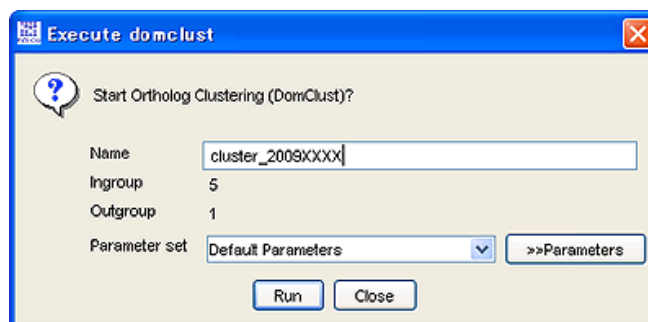 Execute domclust
Start Ortholog Clustering (DomClust)?
Name cluster_2009XXXX
Ingroup 5
Outgroup 1
Parameter set Default Parameters >>Parameters
Run Close